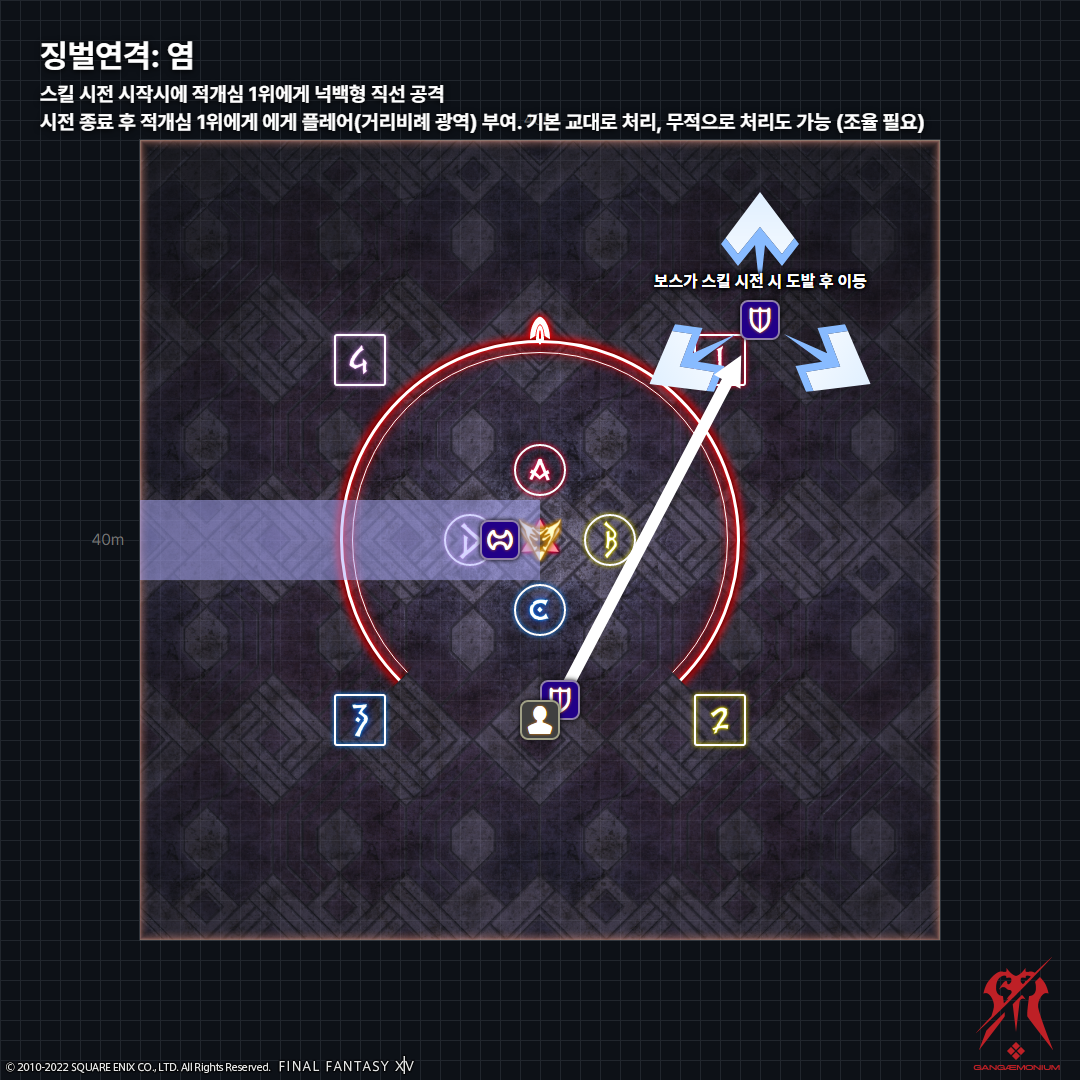 징벌연격: 염
스킬 시전 시작시에 적개심 1위에게 넉백형 직선 공격
시전 종료 후 적개심 1위에게 에게 플레어(거리비례 광역) 부여. 기본 교대로 처리, 무적으로 처리도 가능 (조율 필요)
보스가 스킬 시전 시 도발 후 이동
4
1
A
40m
D
B
C
3
2
GANGÆMONIUM
© 2010-2022 SQUARE ENIX CO., LTD. All Rights Reserved. FINAL FANTASY XIV